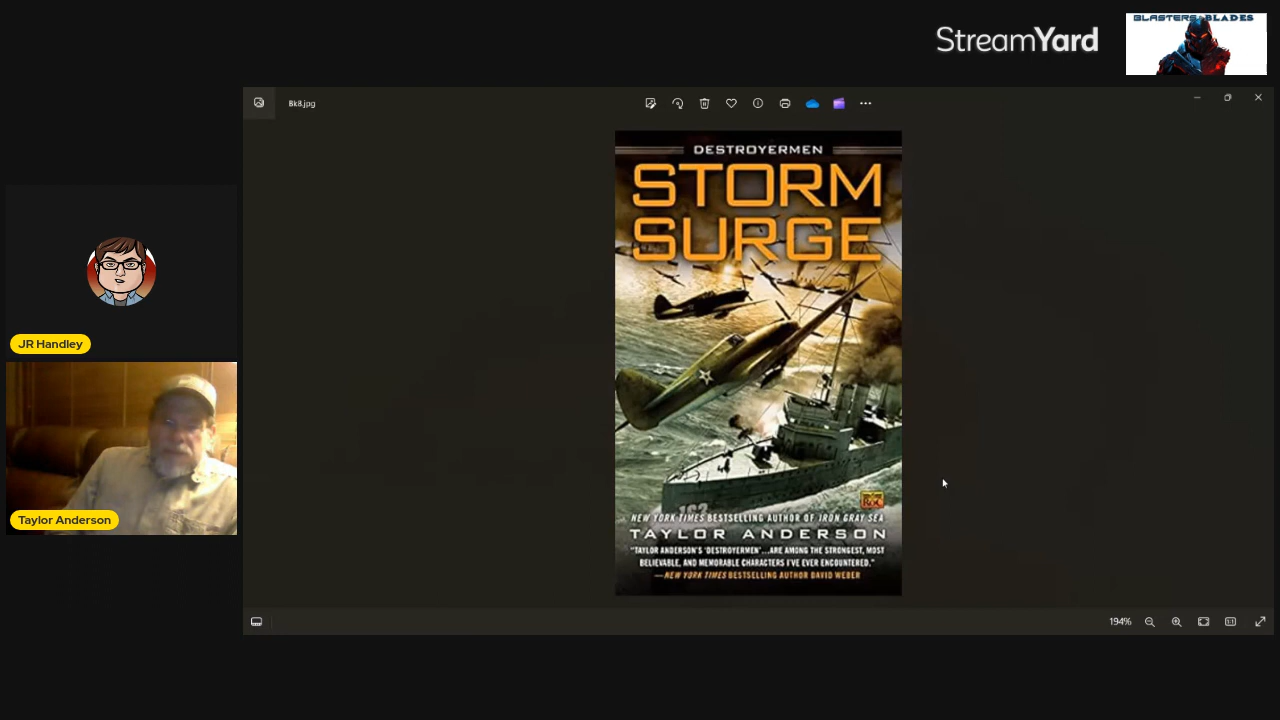 StreamYard
BLASTERS & BLADES
Bk8.jpg
DESTROYERMEN
STORM
SURGE
JR Handley
Taylor Anderson
163
ROC
NEW YORK TIMES BESTSELLING AUTHOR OF IRON GRAY SEA
TAYLOR ANDERSON
"TAYLOR ANDERSON'S 'DESTROYERMEN'...ARE AMONG THE STRONGEST, MOST
BELIEVABLE, AND MEMORABLE CHARACTERS I'VE EVER ENCOUNTERED."
—NEW YORK TIMES BESTSELLING AUTHOR DAVID WEBER
194%